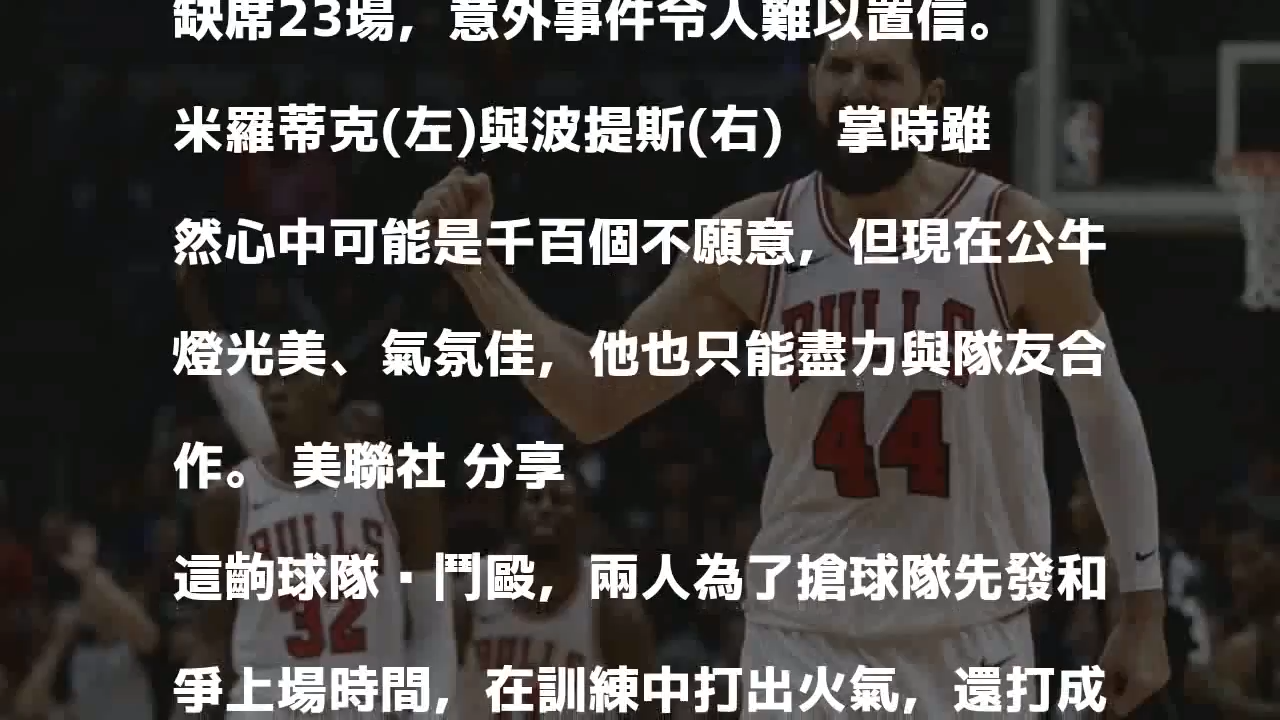 缺席23場，意外事件令人難以置信。
米羅蒂克(左)與波提斯(右) 掌時雖
然心中可能是千百個不願意，但現在公牛
燈光美、氣氛佳，他也只能盡力與隊友合
作。 美聯社 分享
這齣球隊·鬥毆，兩人為了搶球隊先發和
爭上場時間，在訓練中打出火氣，還打成
BULLS
44
BULLS
32
BULLS